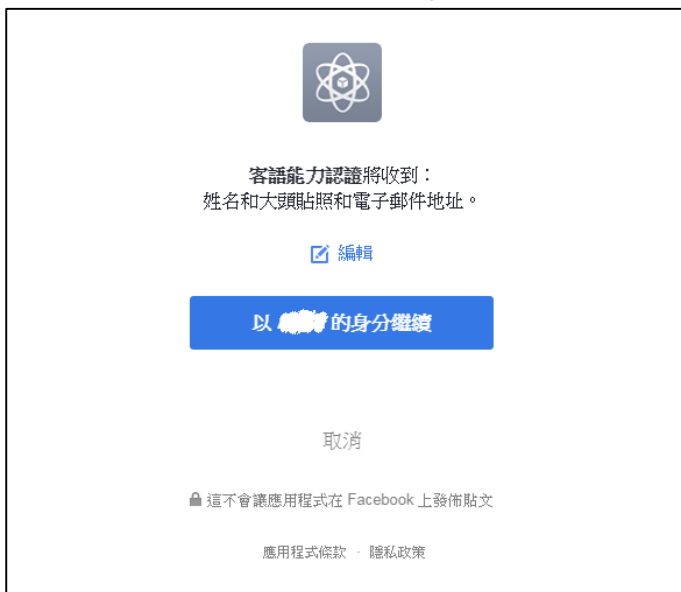 客語能力認證將收到：
姓名和大頭貼照和電子郵件地址。
編輯
以 的身分繼續
取消
這不會讓應用程式在 Facebook 上發佈貼文
應用程式條款 · 隱私政策